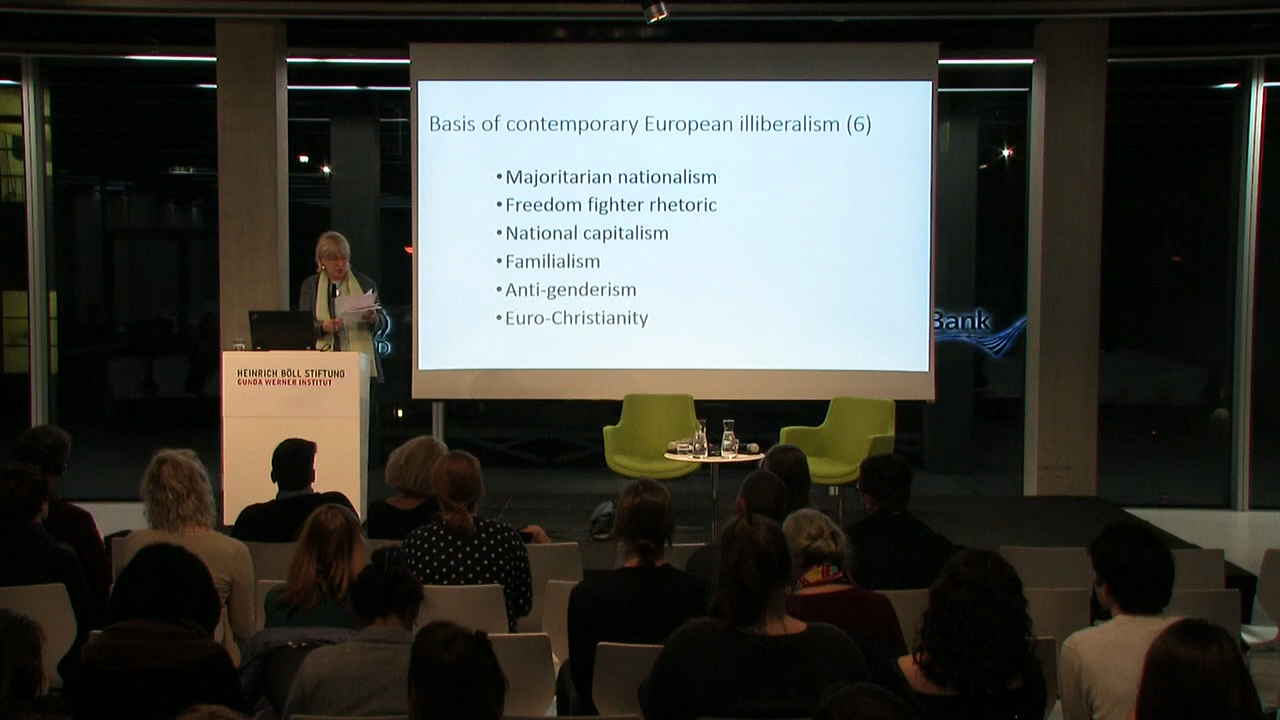 Basis of contemporary European illiberalism (6)
•Majoritarian nationalism
•Freedom fighter rhetoric
•National capitalism
•Familialism
•Anti-genderism
•Euro-Christianity
Bank
HEINRICH BÖLL STIFTUNG
GUNDA WERNER INSTITUT